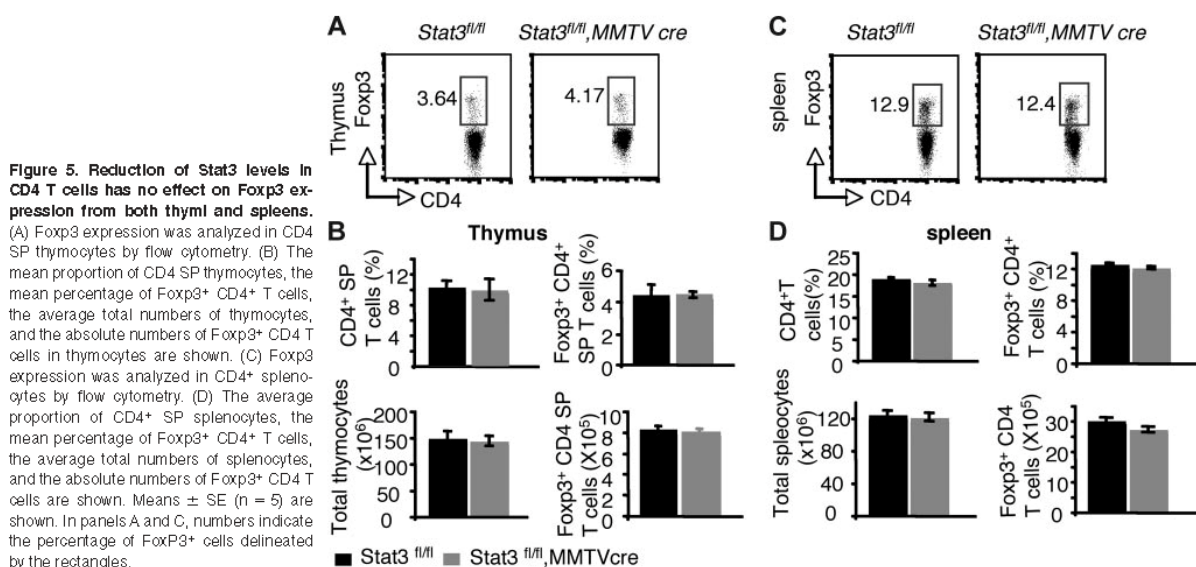 Figure 5. Reduction of Stat3 levels in
CD4 T cells has no effect on Foxp3 ex-
pression from both thymi and spleens.
(A) Foxp3 expression was analyzed in CD4
SP thymocytes by flow cytometry. (B) The
mean proportion of CD4 SP thymocytes, the
mean percentage of Foxp3+ CD4+ T cells,
the average total numbers of thymocytes,
and the absolute numbers of Foxp3+ CD4 T
cells in thymocytes are shown. (C) Foxp3
expression was analyzed in CD4+ spleno-
cytes by flow cytometry. (D) The average
proportion of CD4+ SP splenocytes, the
mean percentage of Foxp3+ CD4+ T cells,
the average total numbers of splenocytes,
and the absolute numbers of Foxp3+ CD4 T
cells are shown. Means ± SE (n = 5) are
shown. In panels A and C, numbers indicate
the percentage of FoxP3+ cells delineated
by the rectangles.
A
Stat3fl/fl
Stat3fl/fl,MMTV cre
Thymus
Foxp3
3.64
4.17
CD4
C
Stat3fl/fl
Stat3fl/fl,MMTV cre
spleen
Foxp3
12.9
12.4
CD4
B
Thymus
CD4+ SP
T cells (%)
12
8
4
0
Foxp3+ CD4+
SP T cells (%)
6
4
2
0
Total thymocytes
(x10^6)
200
150
100
50
0
Foxp3+ CD4 SP
T cells (X10^5)
10
8
6
4
2
0
D
spleen
CD4+T
cells(%)
25
20
15
10
5
0
Foxp3+ CD4+
T cells (%)
12
8
4
0
Total spleocytes
(x10^6)
120
80
40
0
Foxp3+ CD4
T cells (X10^5)
30
20
10
0
Stat3 fl/fl
Stat3 fl/fl,MMTVcre